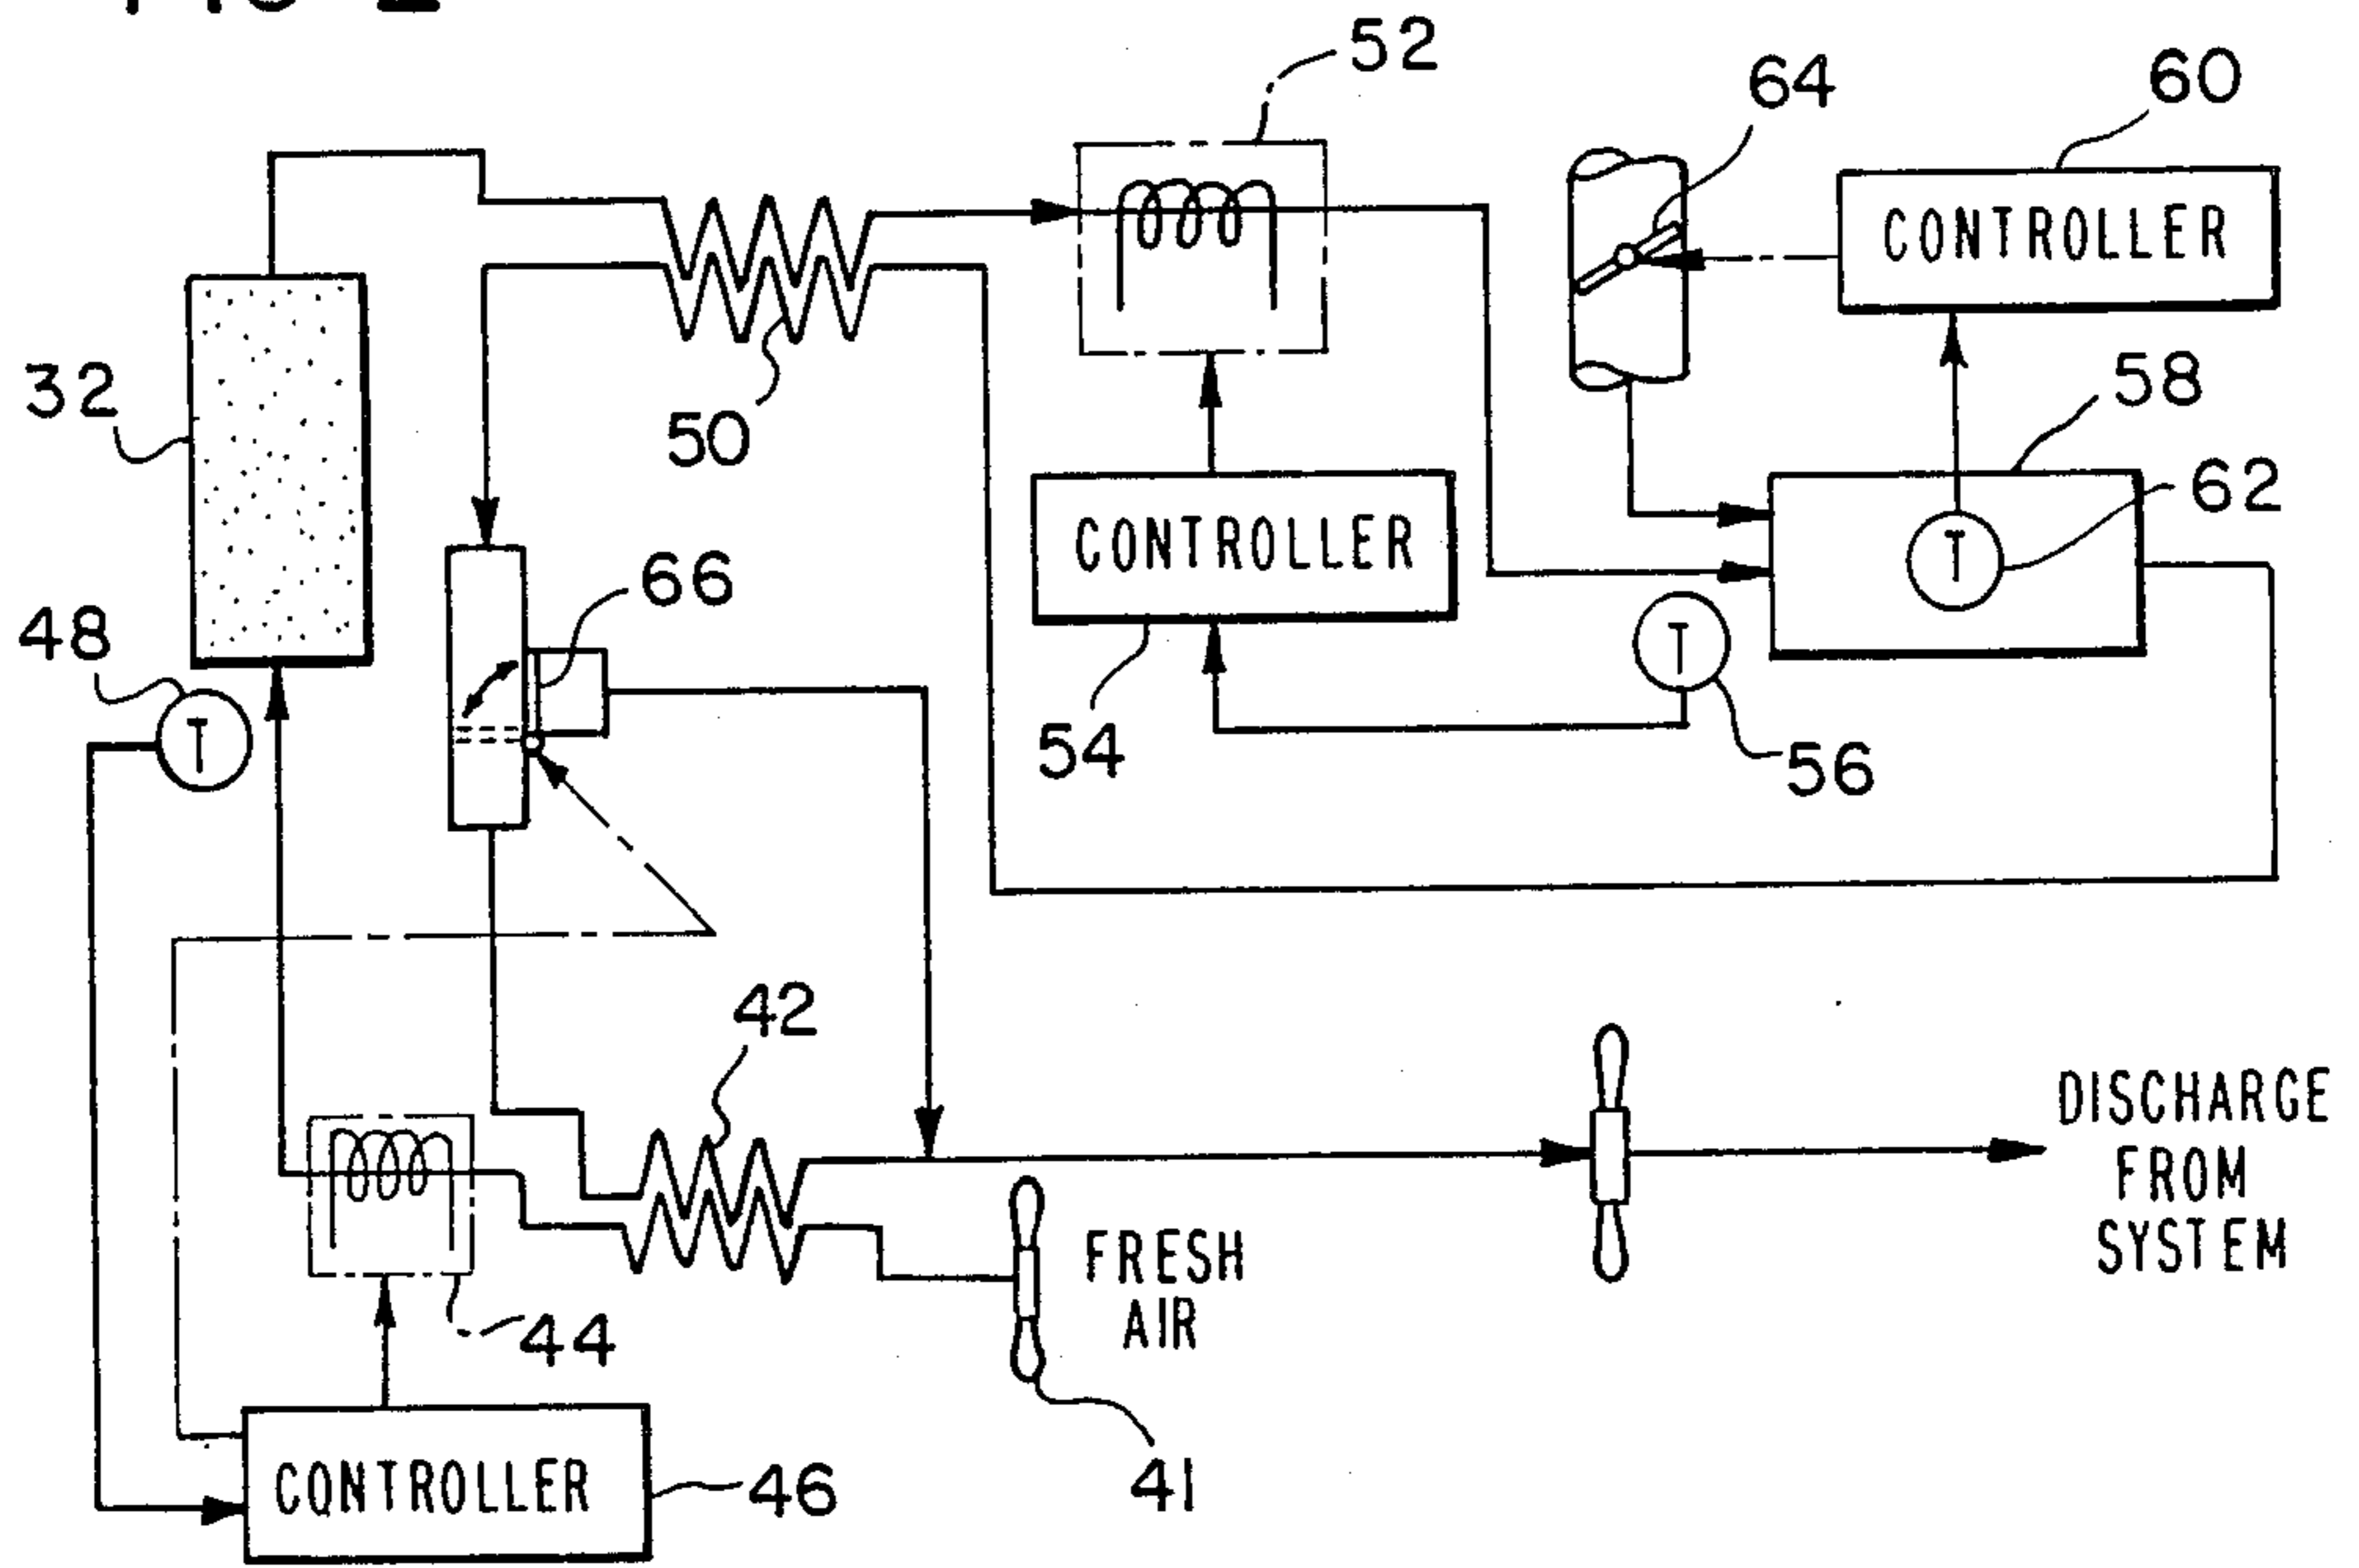 52
64
60
CONTROLLER
32
50
58
62
CONTROLLER
T
66
T
48
T
54
56
42
DISCHARGE
FROM
SYSTEM
FRESH
AIR
44
CONTROLLER
46
41